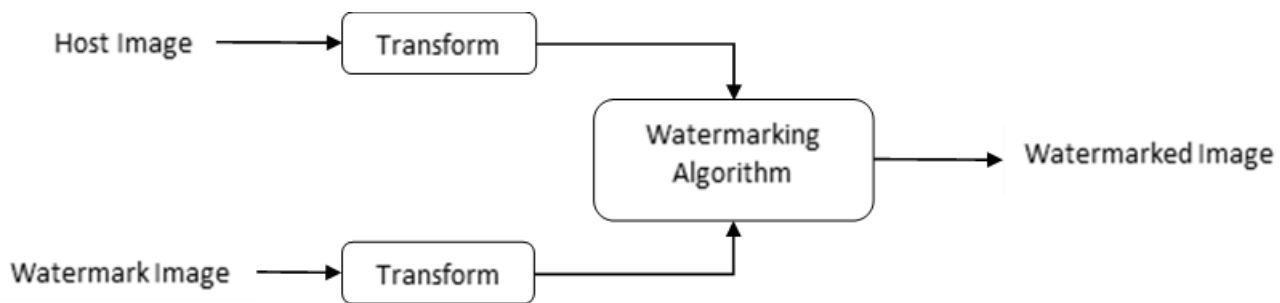 Host Image
Transform
Watermarking
Algorithm
Watermarked Image
Watermark Image
Transform